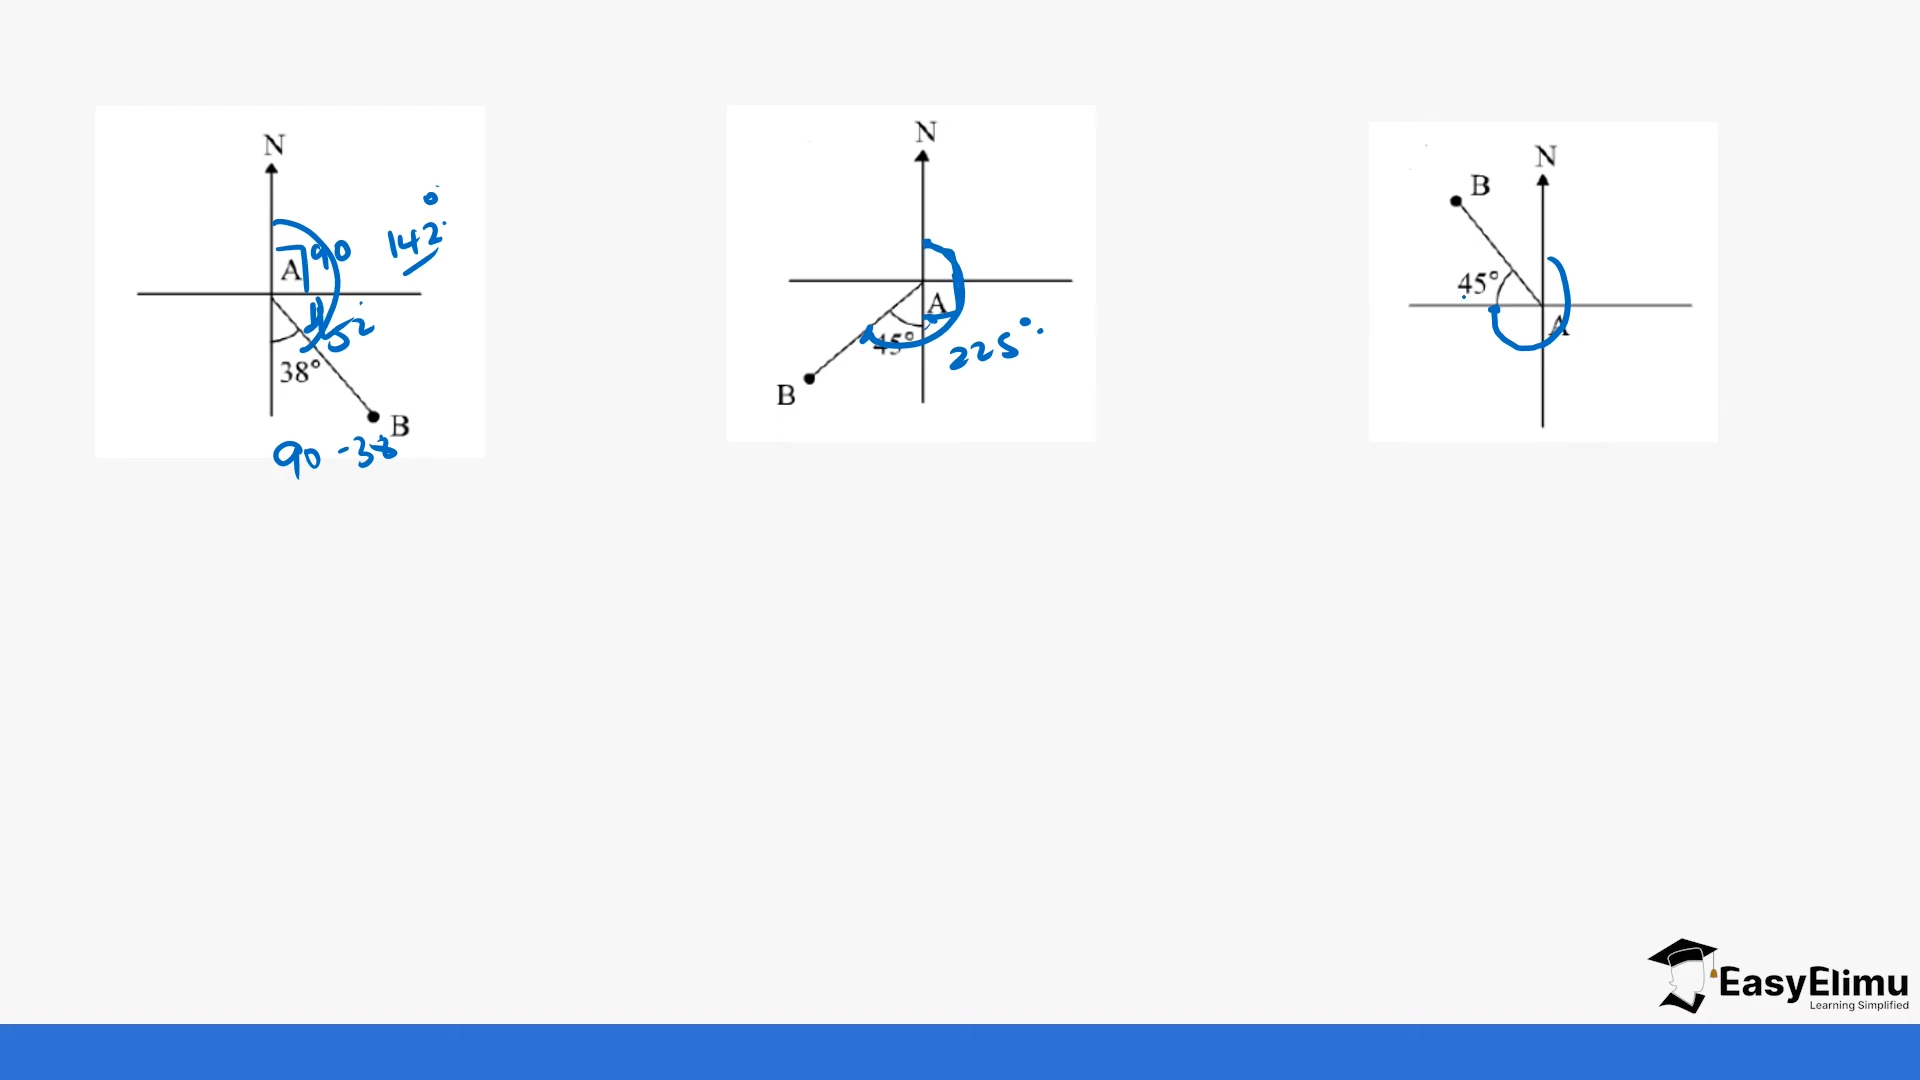 N
A
90
52
142°
38°
B
90 - 38
N
A
45°
225°
B
N
B
45°
A
EasyElimu
Learning Simplified